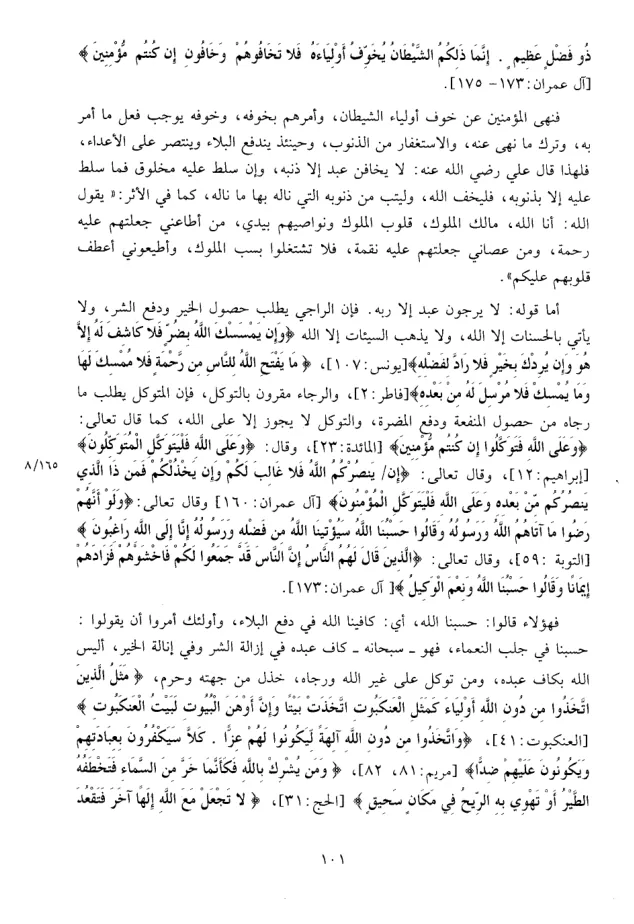 ذُو فَضْلٍ عَظِيمٍ . إِنَّمَا ذَلِكُمُ الشَّيْطَانُ يُخَوِّفُ أَوْلِيَاءَهُ فَلا تَخَافُوهُمْ وَخَافُونِ إِن كُنتُم مُّؤْمِنِينَ ﴾
[آل عمران:١٧٣- ١٧٥].
فنهى المؤمنين عن خوف أولياء الشيطان، وأمرهم بخوفه، وخوفه يوجب فعل ما أمر
به، وترك ما نهى عنه، والاستغفار من الذنوب، وحينئذ يندفع البلاء وينتصر على الأعداء،
فلهذا قال علي رضي الله عنه: لا يخافن عبد إلا ذنبه، وإن سلط عليه مخلوق فما سلط
عليه إلا بذنوبه، فليخف الله، وليتب من ذنوبه التي ناله بها ما ناله، كما في الأثر:« يقول
الله: أنا الله، مالك الملوك، قلوب الملوك ونواصيهم بيدي، من أطاعني جعلتهم عليه
رحمة، ومن عصاني جعلتهم عليه نقمة، فلا تشتغلوا بسب الملوك، وأطيعوني أعطف
قلوبهم عليكم».
أما قوله: لا يرجون عبد إلا ربه. فإن الراجي يطلب حصول الخير ودفع الشر، ولا
يأتي بالحسنات إلا الله، ولا يذهب السيئات إلا الله ﴿وَإِن يَمْسَسْكَ اللَّهُ بِضُرٍّ فَلا كَاشِفَ لَهُ إِلاَّ
هُوَ وَإِن يُرِدْكَ بِخَيْرٍ فَلا رَادَّ لِفَضْلِهِ﴾[يونس:١٠٧]، ﴿ مَا يَفْتَحِ اللَّهُ لِلنَّاسِ مِن رَّحْمَةٍ فَلا مُمْسِكَ لَهَا
وَمَا يُمْسِكْ فَلا مُرْسِلَ لَهُ مِنْ بَعْدِهِ﴾[فاطر:٢]، والرجاء مقرون بالتوكل، فإن المتوكل يطلب ما
رجاه من حصول المنفعة ودفع المضرة، والتوكل لا يجوز إلا على الله، كما قال تعالى:
﴿وَعَلَى اللَّهِ فَتَوَكَّلُوا إِن كُنتُم مُّؤْمِنِينَ﴾ [المائدة:٢٣]، وقال: ﴿وَعَلَى اللَّهِ فَلْيَتَوَكَّلِ الْمُتَوَكِّلُونَ﴾
[إبراهيم:١٢]، وقال تعالى: ﴿إِن/ يَنصُرْكُمُ اللَّهُ فَلا غَالِبَ لَكُمْ وَإِن يَخْذُلْكُمْ فَمَن ذَا الَّذِي
٨/١٦٥
يَنصُرُكُم مِّنْ بَعْدِهِ وَعَلَى اللَّهِ فَلْيَتَوَكَّلِ الْمُؤْمِنُونَ﴾ [آل عمران:١٦٠] وقال تعالى:﴿وَلَوْ أَنَّهُمْ
رَضُوا مَا آتَاهُمُ اللَّهُ وَرَسُولُهُ وَقَالُوا حَسْبُنَا اللَّهُ سَيُؤْتِينَا اللَّهُ مِن فَضْلِهِ وَرَسُولُهُ إِنَّا إِلَى اللَّهِ رَاغِبُونَ ﴾
[التوبة :٥٩]، وقال تعالى: ﴿الَّذِينَ قَالَ لَهُمُ النَّاسُ إِنَّ النَّاسَ قَدْ جَمَعُوا لَكُمْ فَاخْشَوْهُمْ فَزَادَهُمْ
إِيمَانًا وَقَالُوا حَسْبُنَا اللَّهُ وَنِعْمَ الْوَكِيلُ ﴾[ آل عمران:١٧٣].
فهؤلاء قالوا: حسبنا الله، أي: كافينا الله في دفع البلاء، وأولئك أمروا أن يقولوا :
حسبنا في جلب النعماء، فهو ـ سبحانه ـ كاف عبده في إزالة الشر وفي إنالة الخير، أليس
الله بكاف عبده، ومن توكل على غير الله ورجاه، خذل من جهته وحرم، ﴿ مَثَلُ الَّذِينَ
اتَّخَذُوا مِن دُونِ اللَّهِ أَوْلِيَاءَ كَمَثَلِ الْعَنكَبُوتِ اتَّخَذَتْ بَيْتًا وَإِنَّ أَوْهَنَ الْبُيُوتِ لَبَيْتُ الْعَنكَبُوتِ ﴾
[العنكبوت:٤١]، ﴿وَاتَّخَذُوا مِن دُونِ اللَّهِ آلِهَةً لِّيَكُونُوا لَهُمْ عِزًّا . كَلاَّ سَيَكْفُرُونَ بِعِبَادَتِهِمْ
وَيَكُونُونَ عَلَيْهِمْ ضِدًّا﴾ [مريم:٨١، ٨٢]، ﴿ وَمَن يُشْرِكْ بِاللَّهِ فَكَأَنَّمَا خَرَّ مِنَ السَّمَاءِ فَتَخْطَفُهُ
الطَّيْرُ أَوْ تَهْوِي بِهِ الرِّيحُ فِي مَكَانٍ سَحِيقٍ ﴾ [الحج:٣١]، ﴿ لا تَجْعَلْ مَعَ اللَّهِ إِلَهًا آخَرَ فَتَقْعُدَ
١٠١